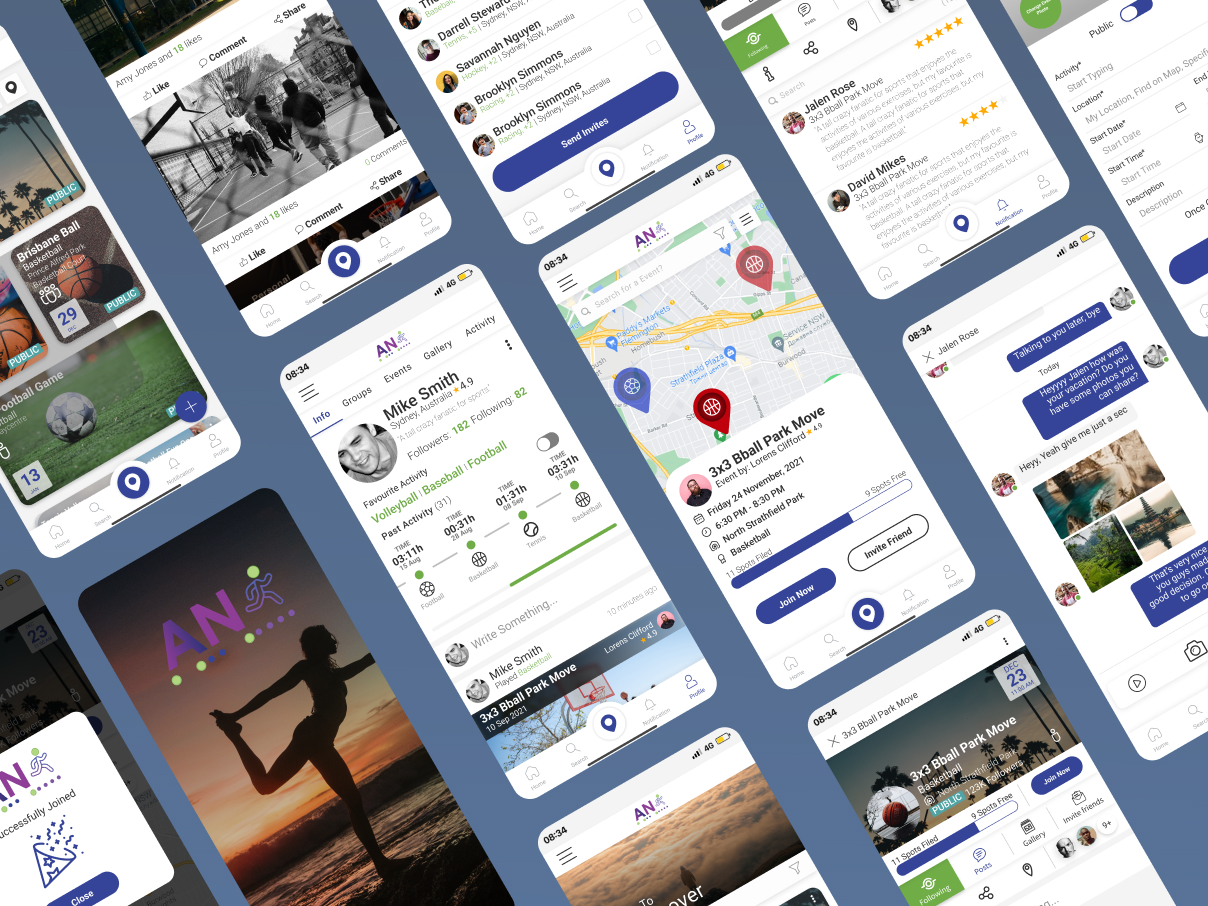 PUBLIC
Brisbane Ball
Basketball
Prince Alfred Park
Basketball Court
29
DEC
PUBLIC
PUBLIC
Football Game
13
JAN
Home
Search
Notification
Profile
Share
Amy Jones and 18 likes
Like
Comment
0 Comments
Share
Amy Jones and 18 likes
Like
Comment
Personal
Home
Search
Notification
Profile
Baseball,
Darrell Steward
Tennis, +5 | Sydney, NSW, Australia
Savannah Nguyen
Hockey, +2 | Sydney, NSW, Australia
Brooklyn Simmons
Racing, +2 | Sydney, NSW, Australia
Brooklyn Simmons
Racing, +2 | Sydney, NSW, Australia
Send Invites
Home
Search
Notification
Profile
Following
Posts
Search
Jalen Rose
3x3 Bball Park Move
"A tall crazy fanatic for sports that enjoys the
activities of various exercises, but my favourite is
basketball. A tall crazy fanatic for sports that
enjoys the activities of various exercises, but my
favourite is basketball"
David Mikes
3x3 Bball Park Move
"A tall crazy fanatic for sports that enjoys the
activities of various exercises, but my favourite is
basketball. A tall crazy fanatic for sports that
enjoys the activities of various exercises, but my
favourite is basketball"
Home
Search
Notification
Profile
Change Event
Photo
Public
Activity*
Start Typing
Location*
My Location, Find on Map, Specific
Start Date*
End
Start Date
Start Time*
Start Time
Description
Description
Once
08:34
4G
AN
Info
Groups
Events
Gallery
Activity
Mike Smith
Sydney, Australia 4.9
"A tall crazy fanatic for sports"
Followers: 182 Following: 82
Favourite Activity
Volleyball | Baseball | Football
Past Activity (31)
TIME
03:11h
15 Aug
Football
TIME
00:31h
28 Aug
Basketball
TIME
01:31h
08 Sep
Tennis
TIME
03:31h
10 Sep
Basketball
Write Something...
10 minutes ago
Mike Smith
Played Basketball
3x3 Bball Park Move
10 Sep 2021
Lorens Clifford
4.9
Home
Search
Notification
Profile
08:34
4G
AN
Search for a Event?
Paddy's Markets
Flemington
Homebush
Strathfield Plaza
Service NSW
Burwood
3x3 Bball Park Move
Event by: Lorens Clifford 4.9
Friday 24 November, 2021
6:30 PM - 8:30 PM
North Strathfield Park
Basketball
11 Spots Filed
9 Spots Free
Join Now
Invite Friend
Home
Search
Notification
Profile
08:34
4G
Jalen Rose
Talking to you later, bye
Today
Heyyyy Jalen how was
your vacation? Do you
have some photos you
can share?
Heyy, Yeah give me just a sec
That's very nice
you guys made
good decision.
to go
Home
Search
23
AN
Successfully Joined
Close
AN
08:34
4G
AN
To
08:34
4G
3x3 Bball Park Move
DEC
23
11:00 AM
3x3 Bball Park Move
Basketball
North Strathfield Park
PUBLIC 123K Followers
11 Spots Filed
9 Spots Free
Join Now
Following
Posts
Gallery
Invite friends
9+